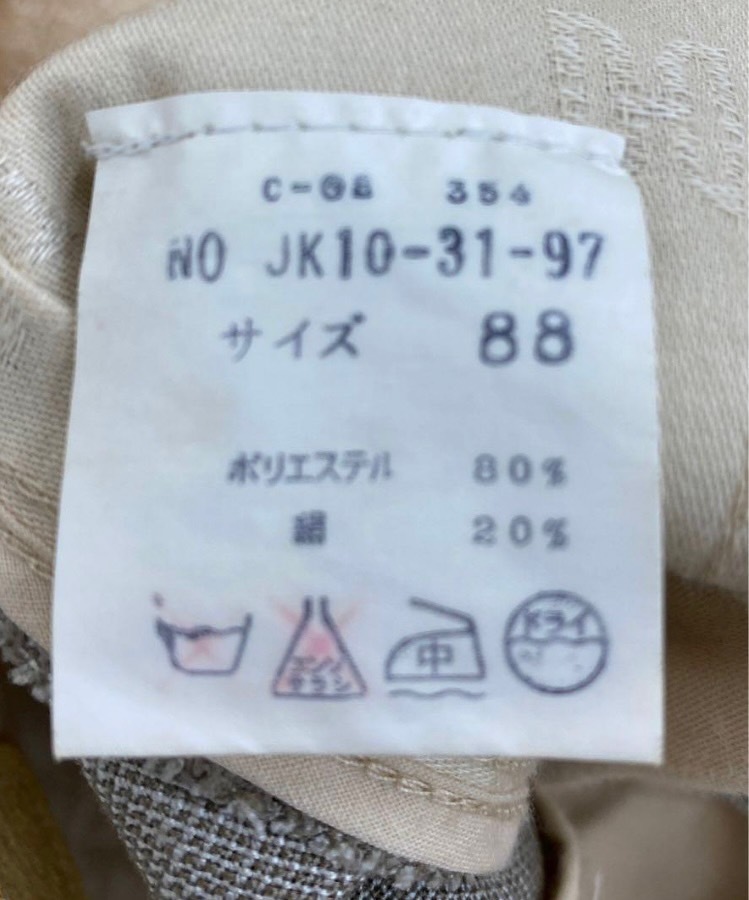 C-08 354
NO JK10-31-97
サイズ 88
ポリエステル 80%
絹 20%
エンソ
サラシ
中
ドライ